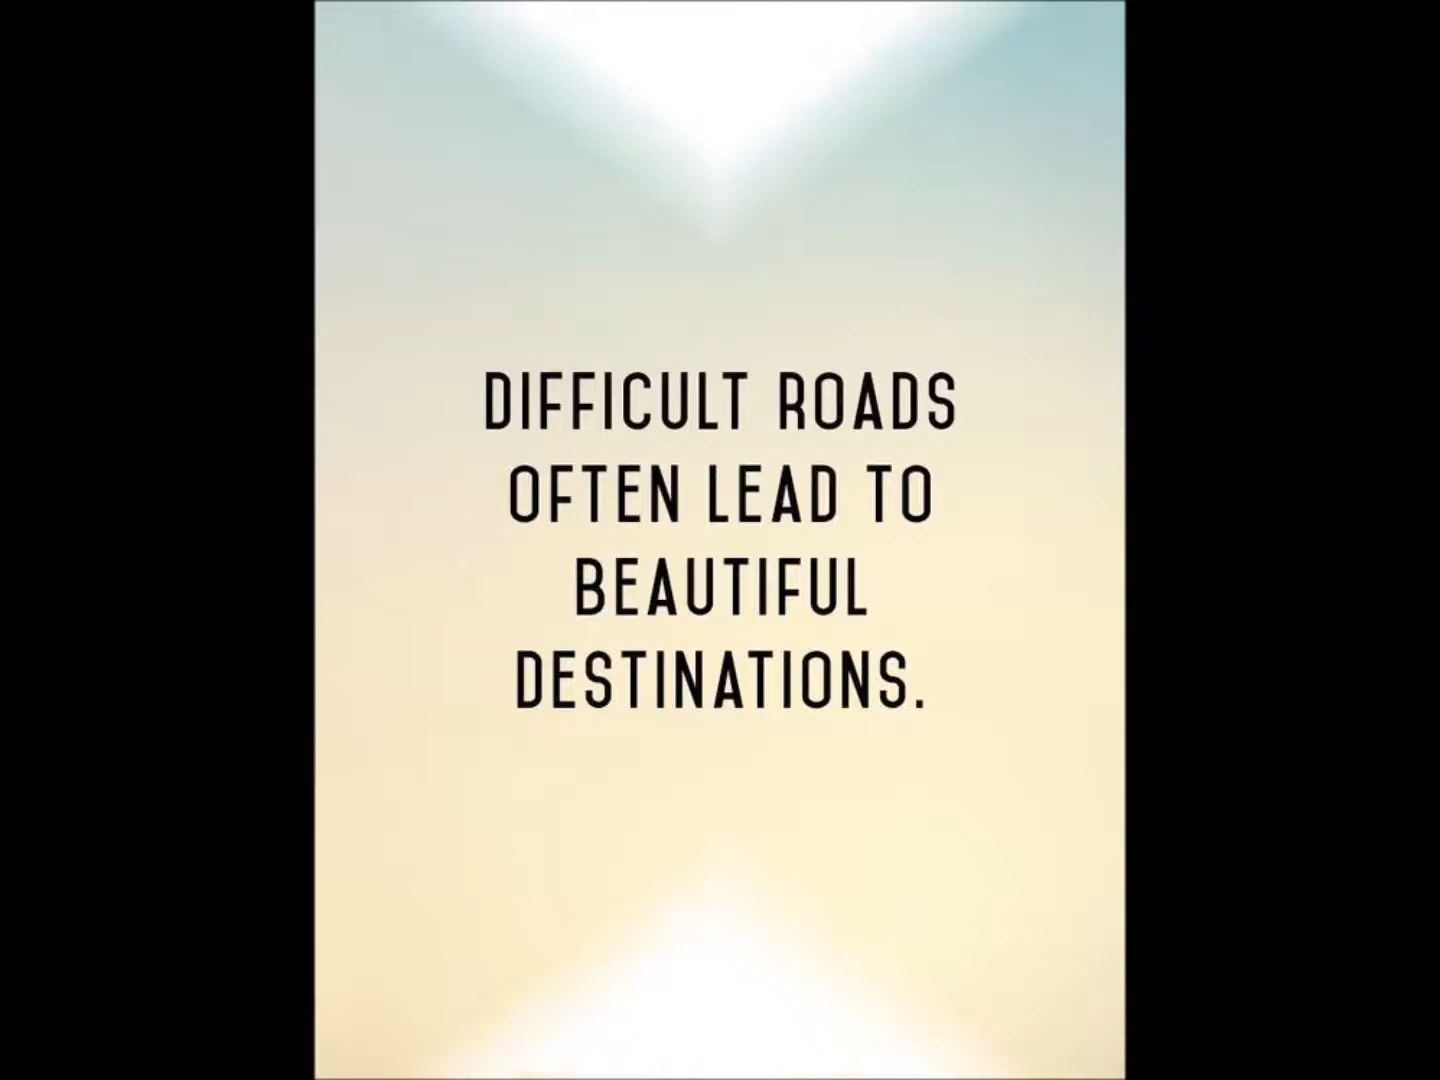 DIFFICULT ROADS
OFTEN LEAD TO
BEAUTIFUL
DESTINATIONS.